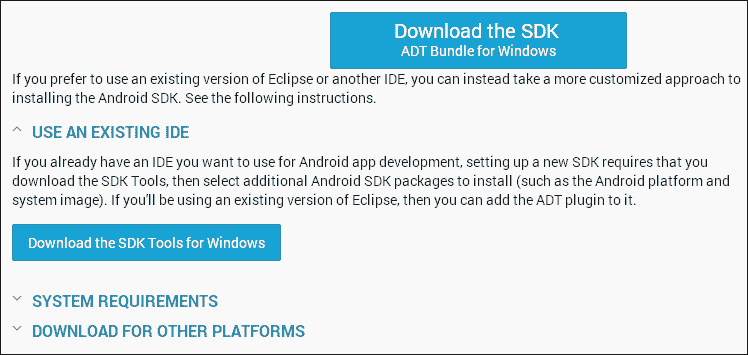 Download the SDK
ADT Bundle for Windows
If you prefer to use an existing version of Eclipse or another IDE, you can instead take a more customized approach to
installing the Android SDK. See the following instructions.
USE AN EXISTING IDE
If you already have an IDE you want to use for Android app development, setting up a new SDK requires that you
download the SDK Tools, then select additional Android SDK packages to install (such as the Android platform and
system image). If you'll be using an existing version of Eclipse, then you can add the ADT plugin to it.
Download the SDK Tools for Windows
SYSTEM REQUIREMENTS
DOWNLOAD FOR OTHER PLATFORMS